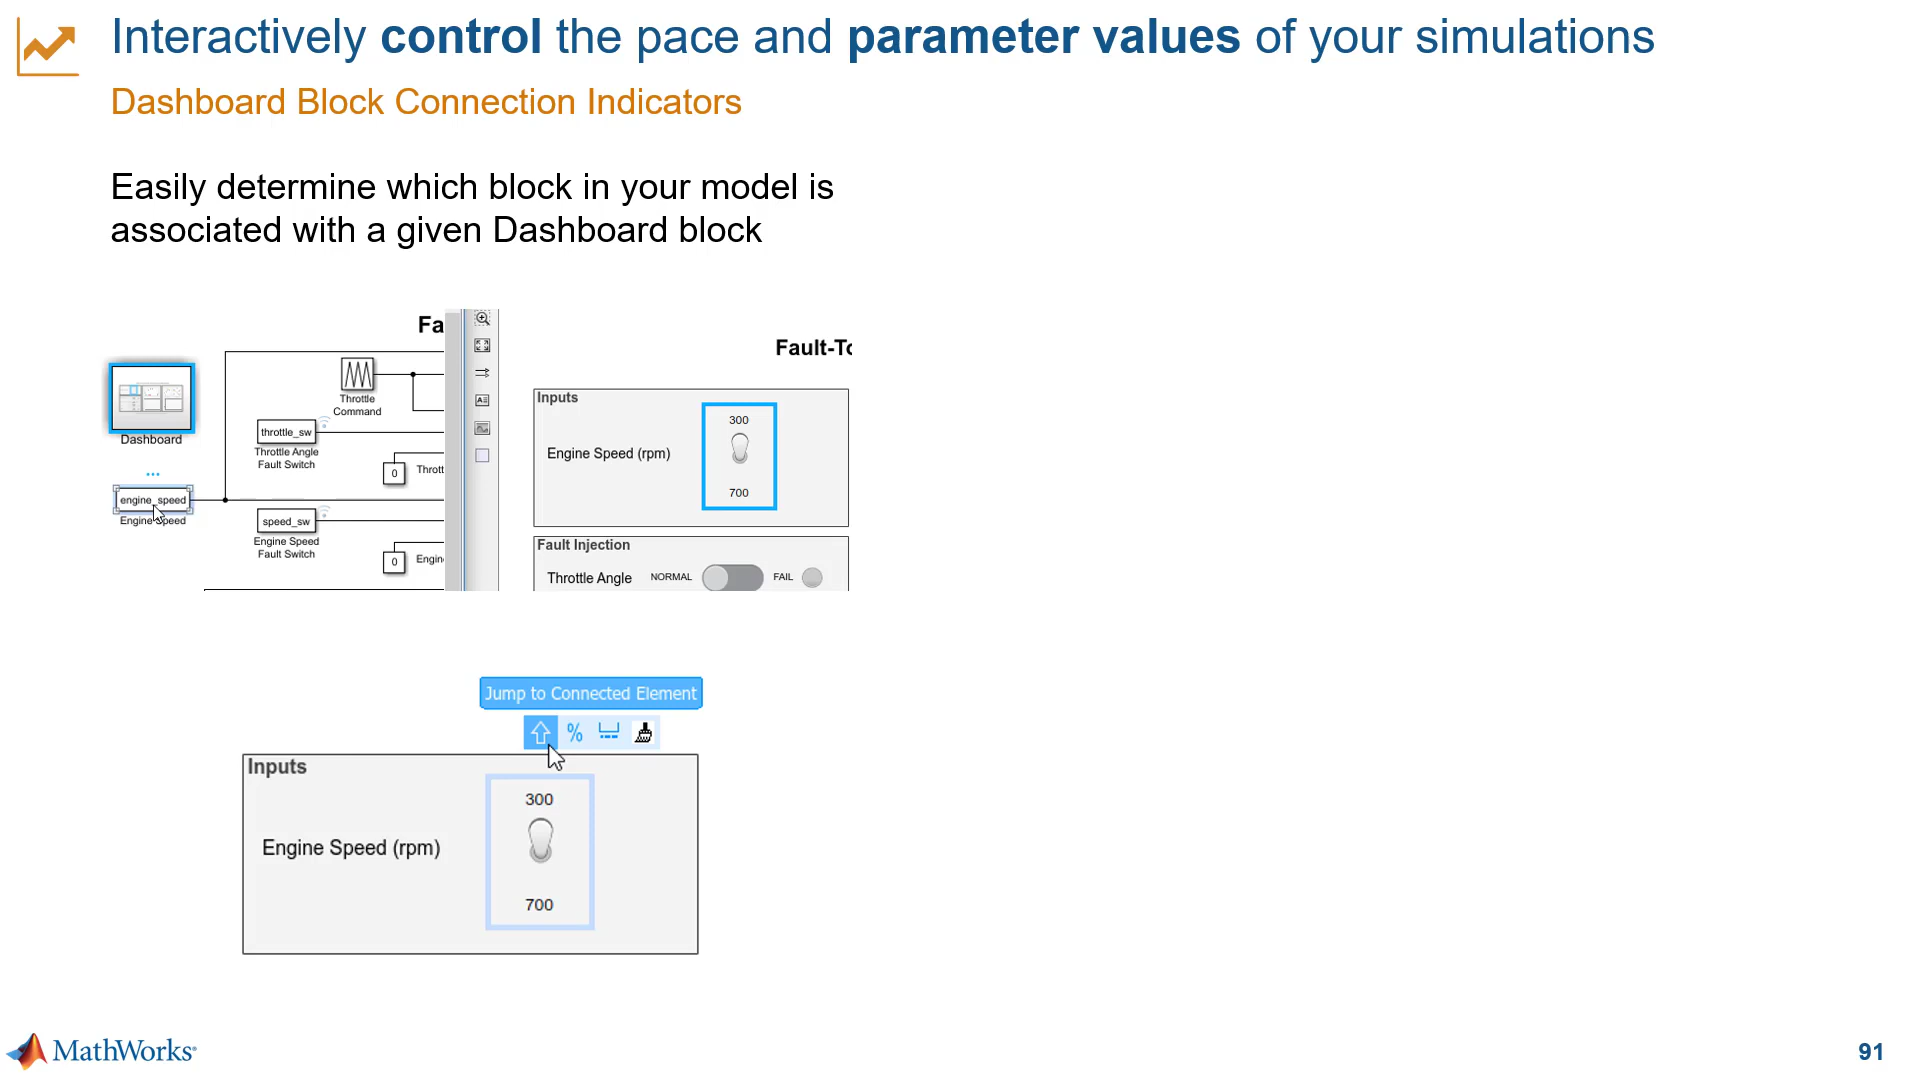 Interactively control the pace and parameter values of your simulations
Dashboard Block Connection Indicators
Easily determine which block in your model is
associated with a given Dashboard block
Fa
Dashboard
...
engine_speed
Engine Speed
Throttle
Command
throttle_sw
Throttle Angle
Fault Switch
0
Thrott
speed_sw
Engine Speed
Fault Switch
0
Engin
Fault-To
Inputs
Engine Speed (rpm)
300
700
Fault Injection
Throttle Angle NORMAL FAIL
Jump to Connected Element
%
Inputs
300
Engine Speed (rpm)
700
MathWorks
91